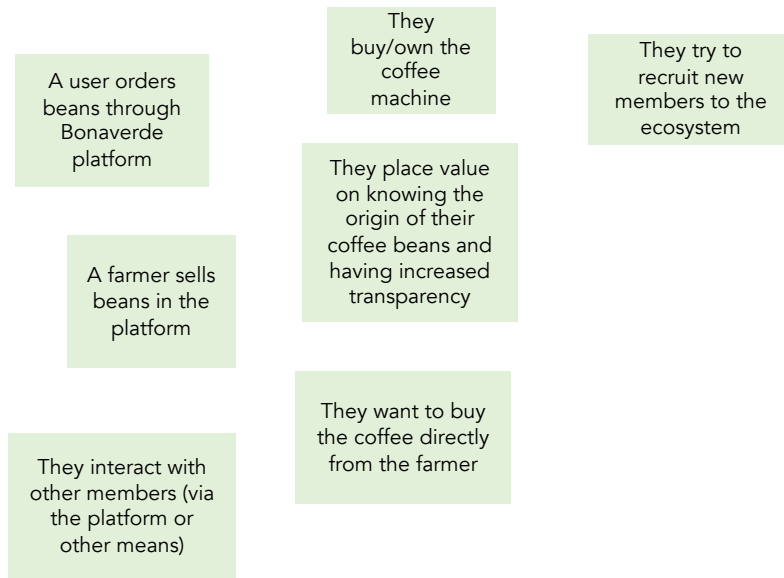 A user orders
beans through
Bonaverde
platform
They
buy/own the
coffee
machine
They try to
recruit new
members to the
ecosystem
They place value
on knowing the
origin of their
coffee beans and
having increased
transparency
A farmer sells
beans in the
platform
They want to buy
the coffee directly
from the farmer
They interact with
other members (via
the platform or
other means)